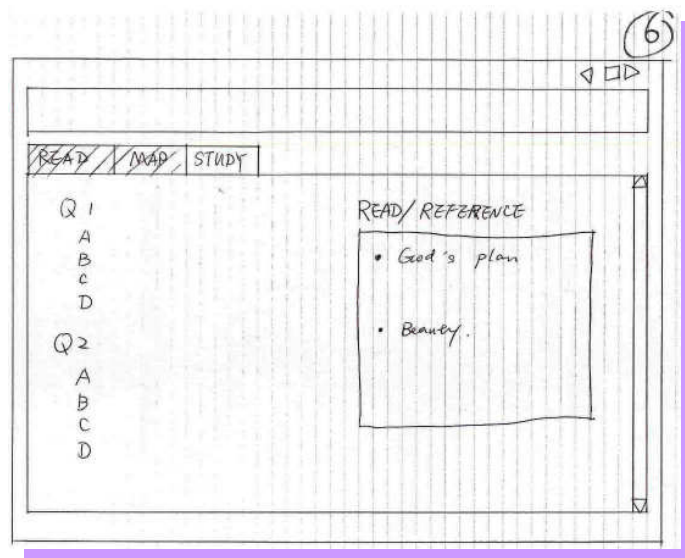 6
READ MAP STUDY
Q1
A
B
C
D
Q2
A
B
C
D
READ/REFERENCE
• God's plan
• Beauty.